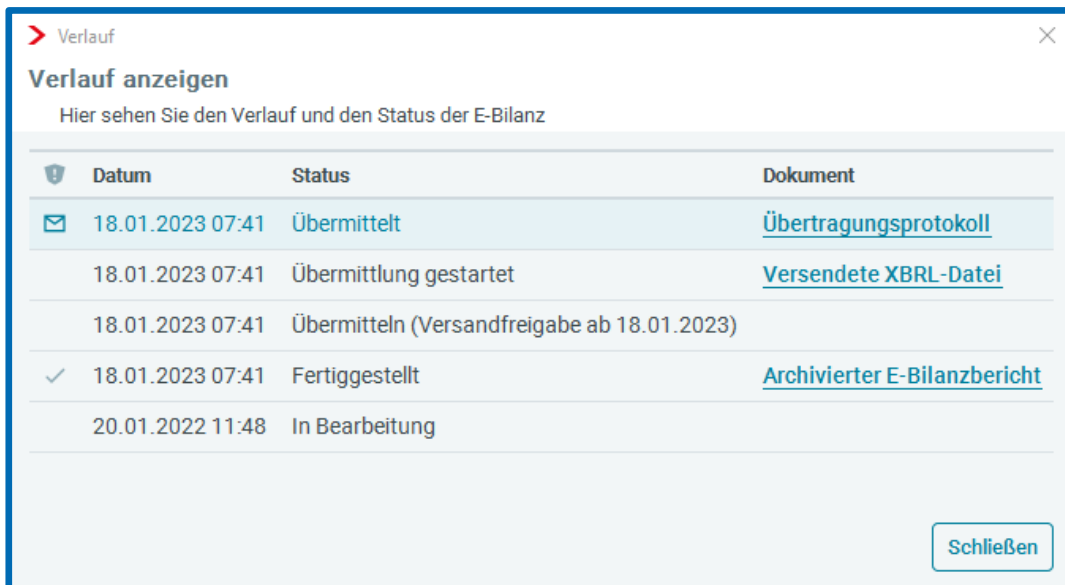 Verlauf
Verlauf anzeigen
Hier sehen Sie den Verlauf und den Status der E-Bilanz
Datum Status Dokument
18.01.2023 07:41 Übermittelt Übertragungsprotokoll
18.01.2023 07:41 Übermittlung gestartet Versendete XBRL-Datei
18.01.2023 07:41 Übermitteln (Versandfreigabe ab 18.01.2023)
18.01.2023 07:41 Fertiggestellt Archivierter E-Bilanzbericht
20.01.2022 11:48 In Bearbeitung
Schließen